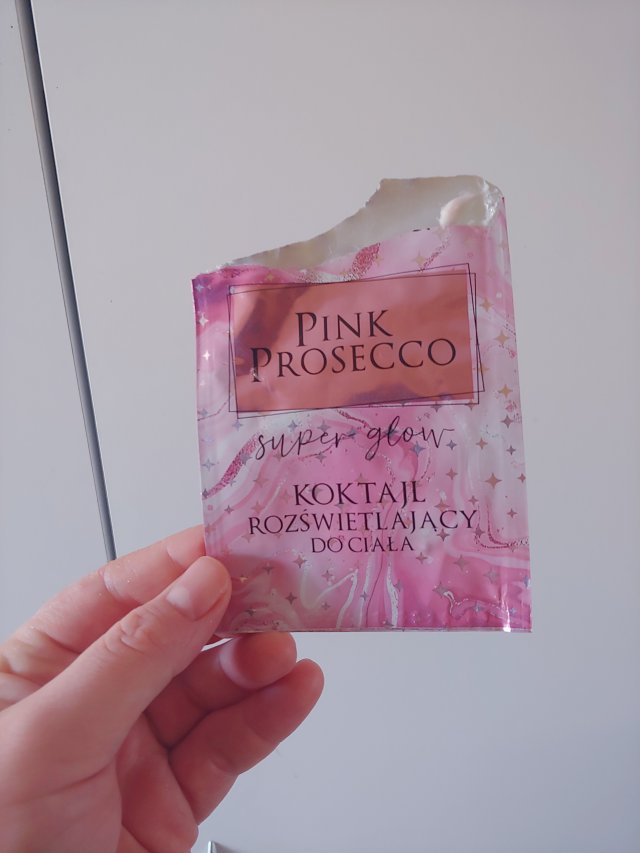 PINK
PROSECCO
super glow
KOKTAJL
ROZŚWIETLAJĄCY
DO CIAŁA